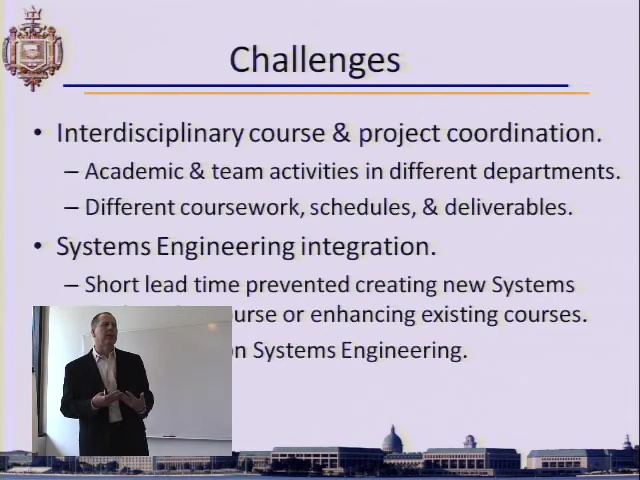 Challenges
• Interdisciplinary course & project coordination.
– Academic & team activities in different departments.
– Different coursework, schedules, & deliverables.
• Systems Engineering integration.
– Short lead time prevented creating new Systems
or enhancing existing courses.
on Systems Engineering.